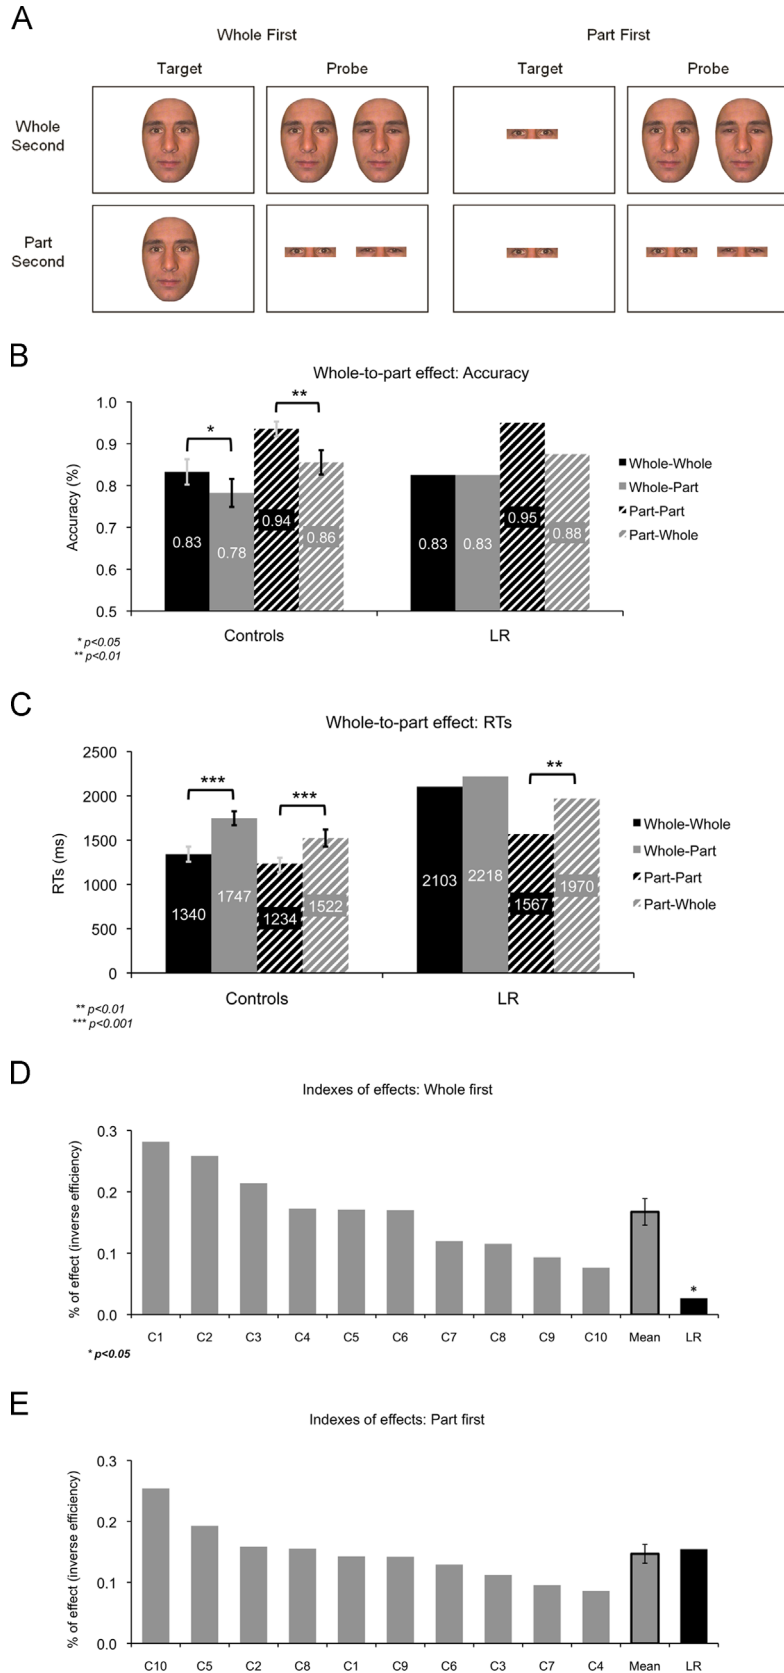 A
Whole First
Part First
Target
Probe
Target
Probe
Whole
Second
Part
Second
B
Whole-to-part effect: Accuracy
Accuracy (%)
1.0
0.9
0.8
0.7
0.6
0.5
*
**
0.83
0.78
0.94
0.86
0.83
0.83
0.95
0.88
Whole-Whole
Whole-Part
Part-Part
Part-Whole
Controls
LR
* p<0.05
** p<0.01
C
Whole-to-part effect: RTs
RTs (ms)
2500
2000
1500
1000
500
0
***
***
**
1340
1747
1234
1522
2103
2218
1567
1970
Whole-Whole
Whole-Part
Part-Part
Part-Whole
Controls
LR
** p<0.01
*** p<0.001
D
Indexes of effects: Whole first
% of effect (inverse efficiency)
0.3
0.2
0.1
0.0
*
C1 C2 C3 C4 C5 C6 C7 C8 C9 C10 Mean LR
* p<0.05
E
Indexes of effects: Part first
% of effect (inverse efficiency)
0.3
0.2
0.1
0.0
C10 C5 C2 C8 C1 C9 C6 C3 C7 C4 Mean LR